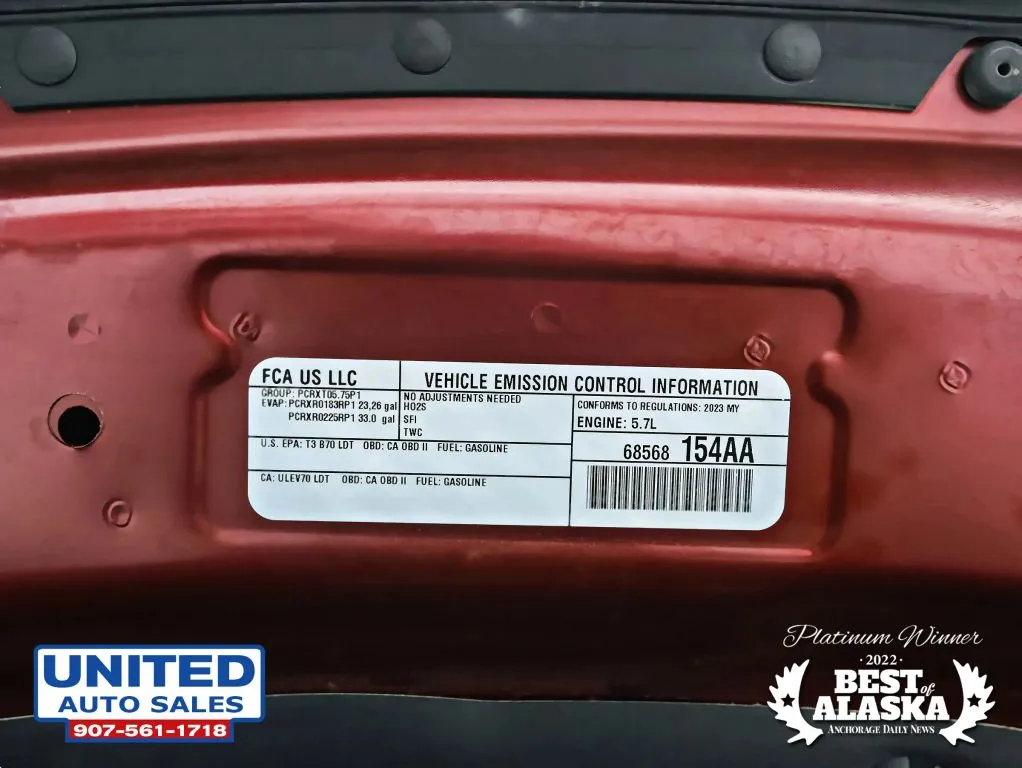 FCA US LLC
VEHICLE EMISSION CONTROL INFORMATION
GROUP: PCRXT05.75P1
EVAP: PCRXR0183RP1 23,26 gal
PCRXR0225RP1 33.0 gal
NO ADJUSTMENTS NEEDED
HO2S
SFI
TWC
CONFORMS TO REGULATIONS: 2023 MY
ENGINE: 5.7L
U.S. EPA: T3 B70 LDT OBD: CA OBD II FUEL: GASOLINE
CA: ULEV70 LDT OBD: CA OBD II FUEL: GASOLINE
68568 154AA
UNITED
AUTO SALES
907-561-1718
Platinum Winner
·2022·
BEST of
ALASKA
ANCHORAGE DAILY NEWS